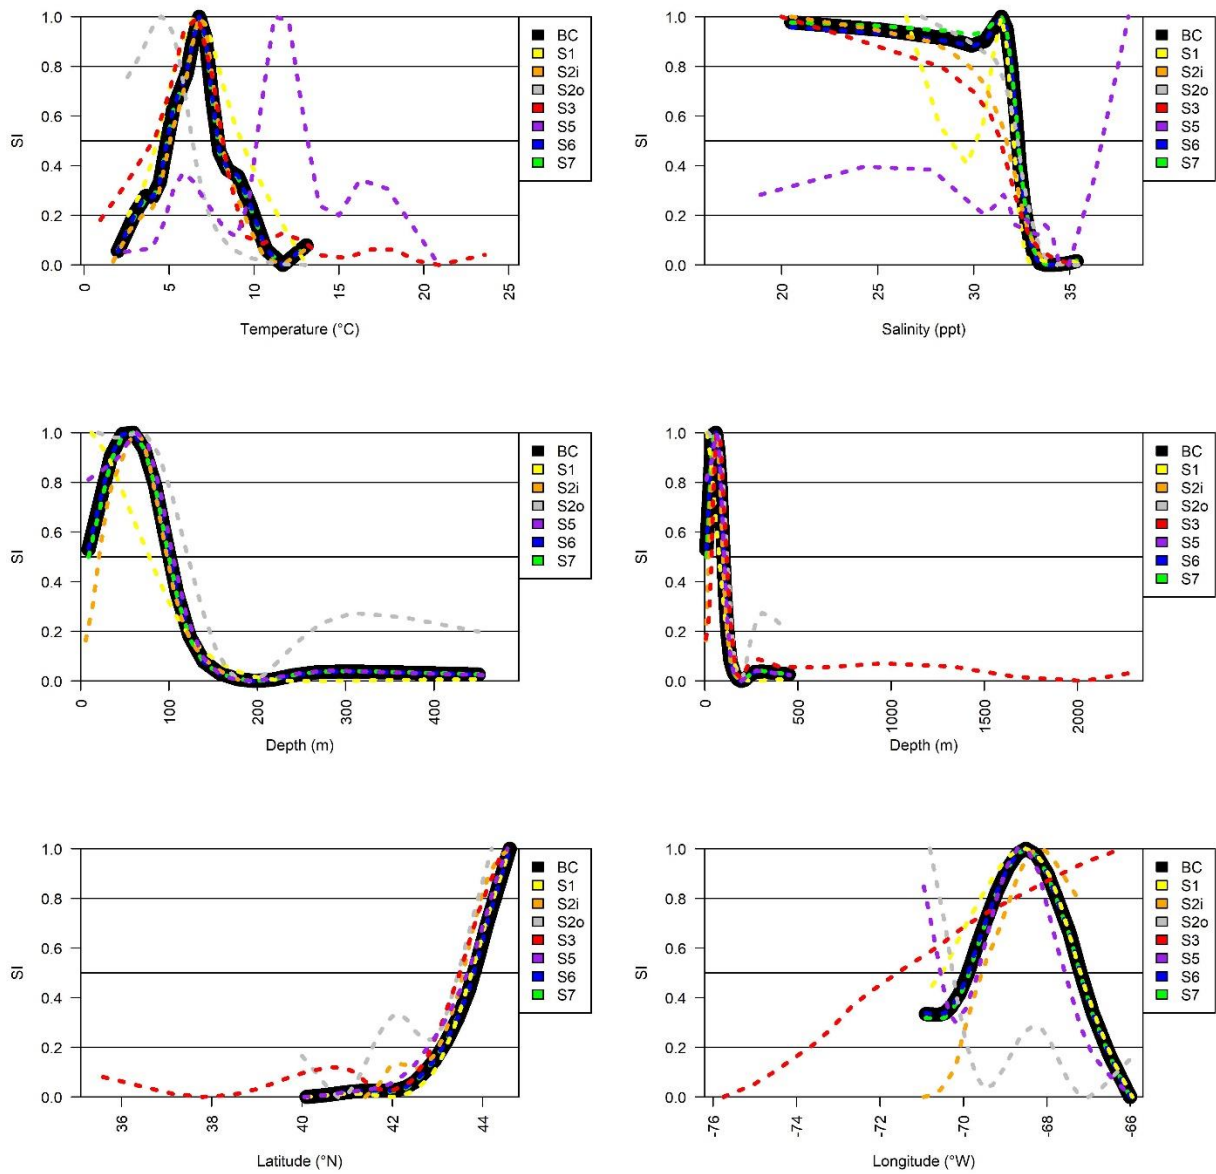 1.0
0.8
0.6
0.4
0.2
0.0
SI
0
5
10
15
20
25
Temperature (°C)
BC
S1
S2i
S2o
S3
S5
S6
S7
1.0
0.8
0.6
0.4
0.2
0.0
SI
20
25
30
35
Salinity (ppt)
BC
S1
S2i
S2o
S3
S5
S6
S7
1.0
0.8
0.6
0.4
0.2
0.0
SI
0
100
200
300
400
Depth (m)
BC
S1
S2i
S2o
S5
S6
S7
1.0
0.8
0.6
0.4
0.2
0.0
SI
0
500
1000
1500
2000
Depth (m)
BC
S1
S2i
S2o
S3
S5
S6
S7
1.0
0.8
0.6
0.4
0.2
0.0
SI
36
38
40
42
44
Latitude (°N)
BC
S1
S2i
S2o
S3
S5
S6
S7
1.0
0.8
0.6
0.4
0.2
0.0
SI
-76
-74
-72
-70
-68
-66
Longitude (°W)
BC
S1
S2i
S2o
S3
S5
S6
S7